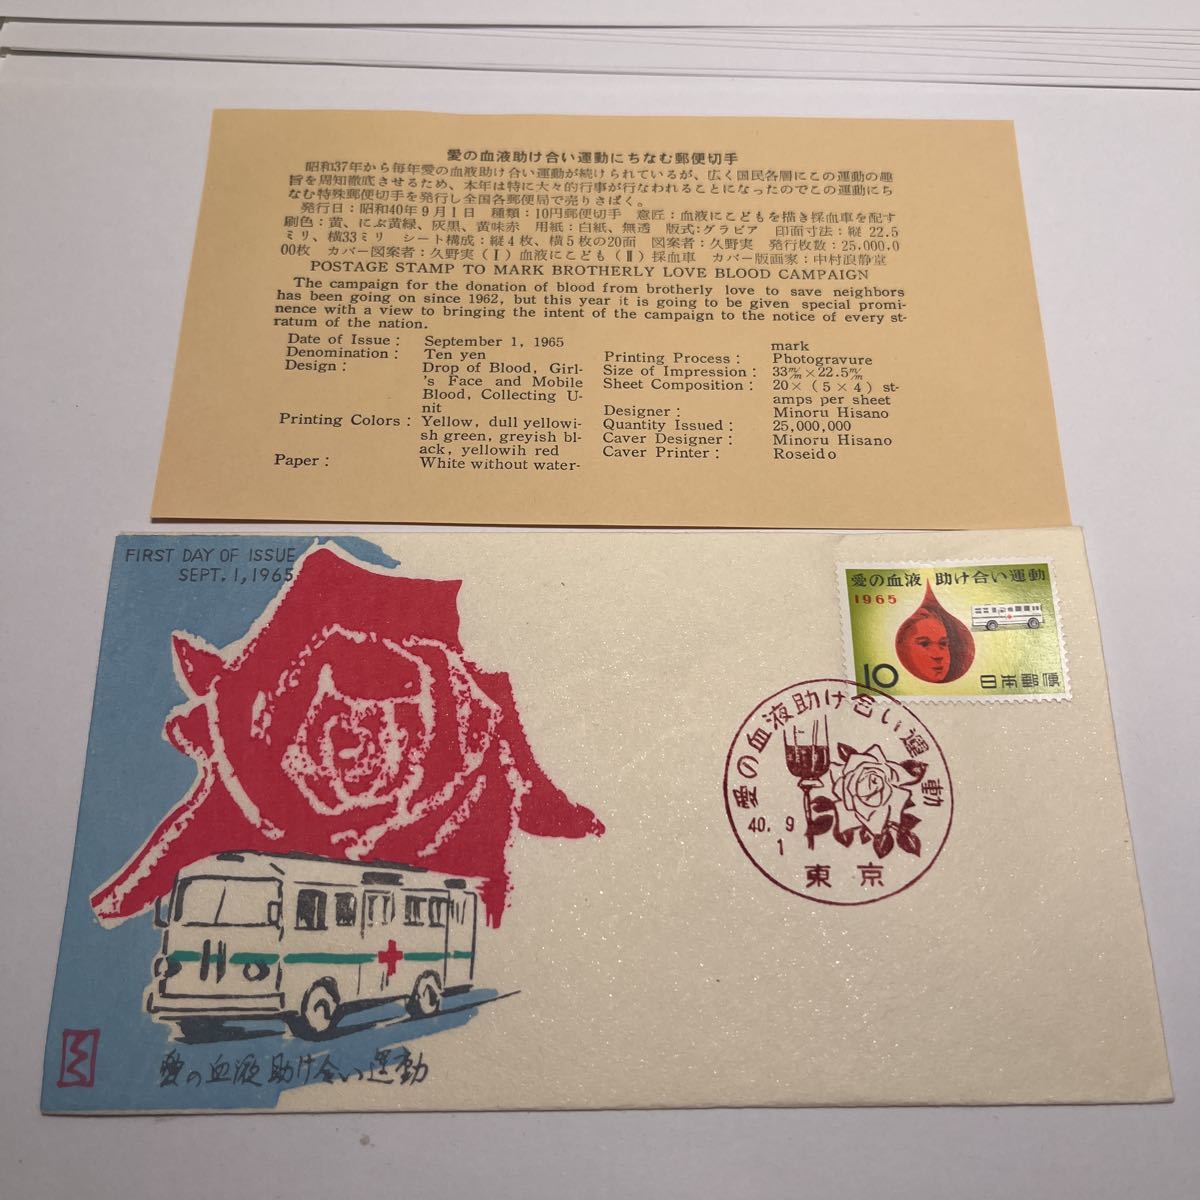 愛の血液助け合い運動にちなむ郵便切手
昭和37年から毎年愛の血液助け合い運動が続けられているが、広く国民各層にこの運動の趣
旨を周知徹底させるため、本年は特に大々的行事が行なわれることになったのでこの運動にち
なむ特殊郵便切手を発行し全国各郵便局で売りさばく。
発行日：昭和40年9月1日 種類：10円郵便切手 意匠：血液にこどもを描き採血車を配す
刷色：黄、にぶ黄緑、灰黒、黄味赤 用紙：白紙、無透 版式：グラビア 印面寸法：縦 22.5
ミリ、横33ミリ シート構成：縦4枚、横5枚の20面 図案者：久野実 発行枚数：25,000,0
00枚 カバー図案者：久野実 (Ⅰ) 血液にこども (Ⅱ) 採血車 カバー版画家：中村浪静堂
POSTAGE STAMP TO MARK BROTHERLY LOVE BLOOD CAMPAIGN
The campaign for the donation of blood from brotherly love to save neighbors
has been going on since 1962, but this year it is going to be given special promi-
nence with a view to bringing the intent of the campaign to the notice of every st-
ratum of the nation.
Date of Issue : September 1, 1965
Denomination : Ten yen
Design : Drop of Blood, Girl-
's Face and Mobile
Blood, Collecting U-
nit
Printing Colors : Yellow, dull yellowi-
sh green, greyish bl-
ack, yellowih red
Paper : White without water-
mark
Printing Process : Photogravure
Size of Impression : 33m/m×22.5m/m
Sheet Composition : 20× (5×4) st-
amps per sheet
Designer : Minoru Hisano
Quantity Issued : 25,000,000
Caver Designer : Minoru Hisano
Caver Printer : Roseido
FIRST DAY OF ISSUE
SEPT. 1, 1965
愛の血液 助け合い運動
1965
10
日本郵便
愛の血液助け合い運動
40. 9
1
東京
愛の血液助け合い運動